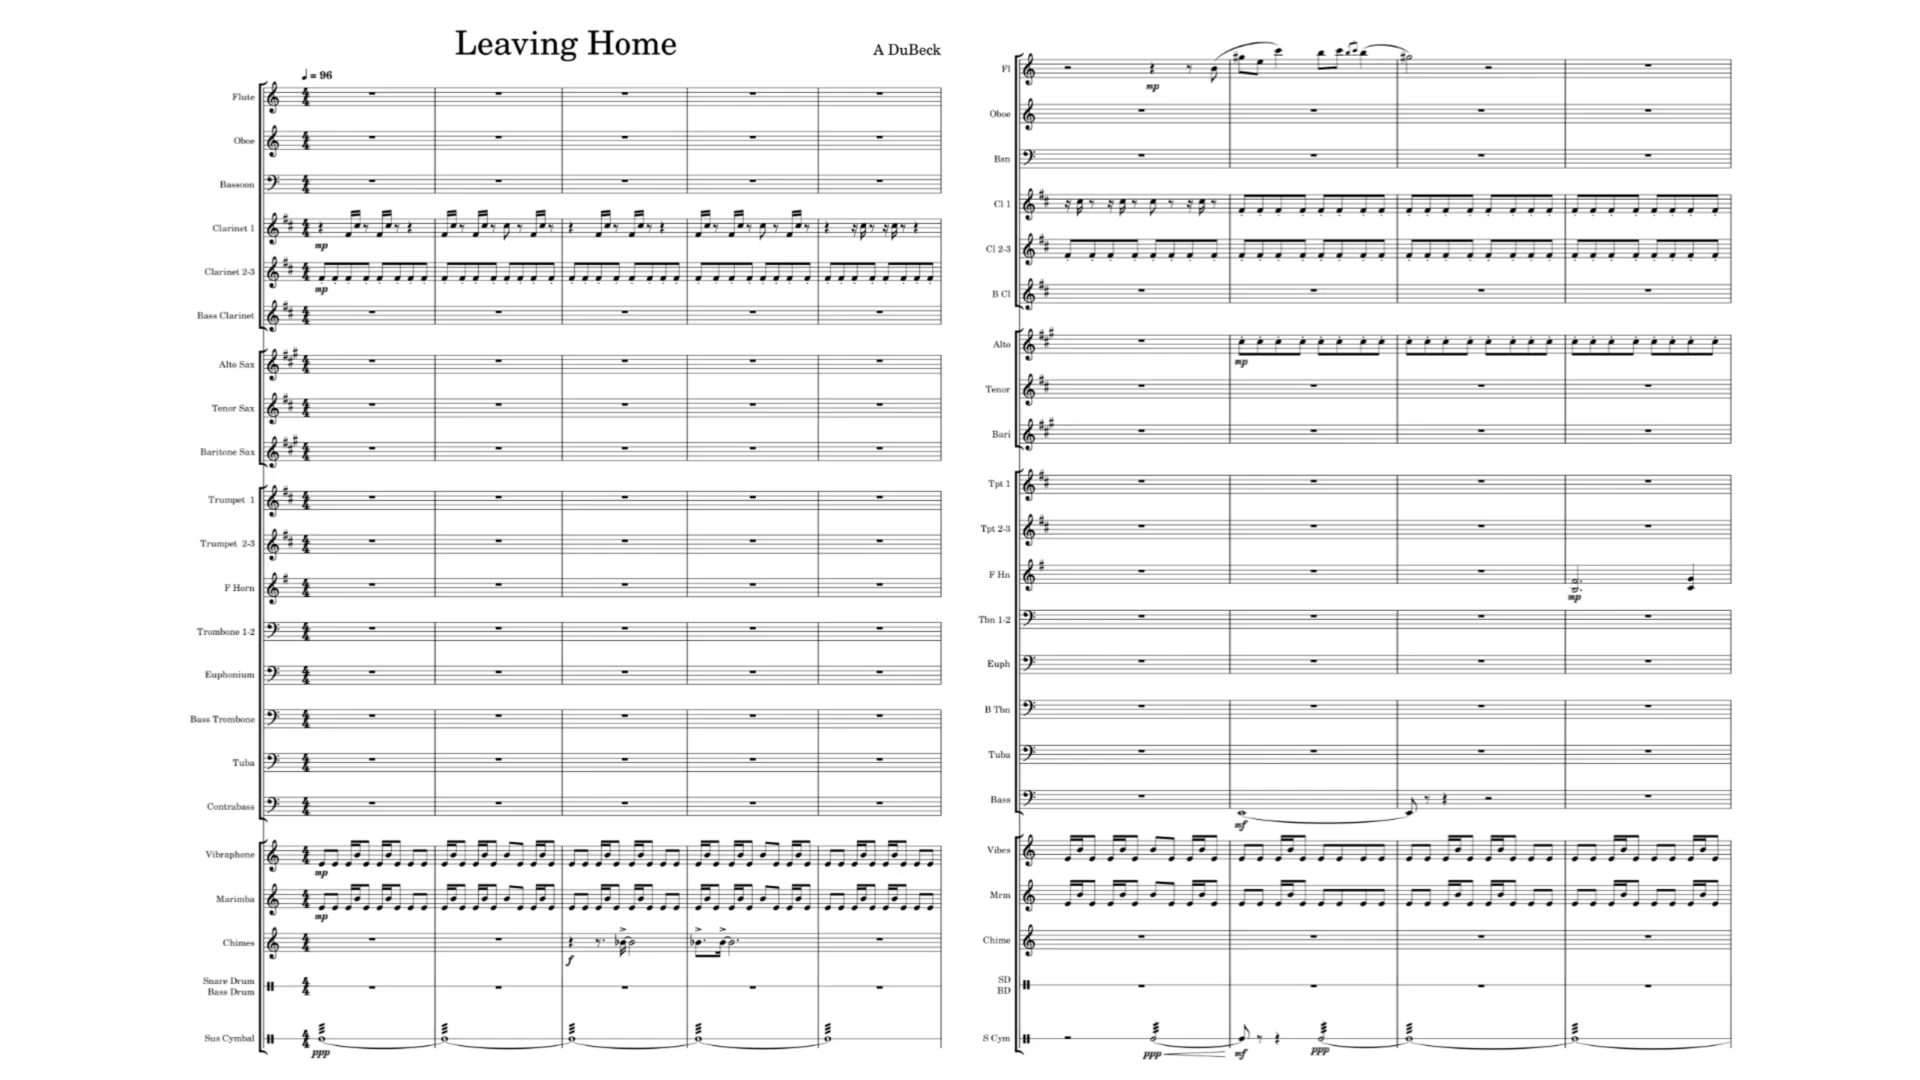 Leaving Home
A DuBeck
♩ = 96
Flute
Oboe
Bassoon
Clarinet 1
mp
Clarinet 2-3
mp
Bass Clarinet
Alto Sax
Tenor Sax
Baritone Sax
Trumpet 1
Trumpet 2-3
F Horn
Trombone 1-2
Euphonium
Bass Trombone
Tuba
Contrabass
Vibraphone
mp
Marimba
mp
Chimes
f
Snare Drum
Bass Drum
Sus Cymbal
ppp
Fl
mp
Oboe
Bsn
Cl 1
Cl 2-3
B Cl
Alto
mp
Tenor
Bari
Tpt 1
Tpt 2-3
F Hn
mp
Tbn 1-2
Euph
B Tbn
Tuba
Bass
mf
Vibes
Mrm
Chime
SD
BD
S Cym
ppp mf ppp